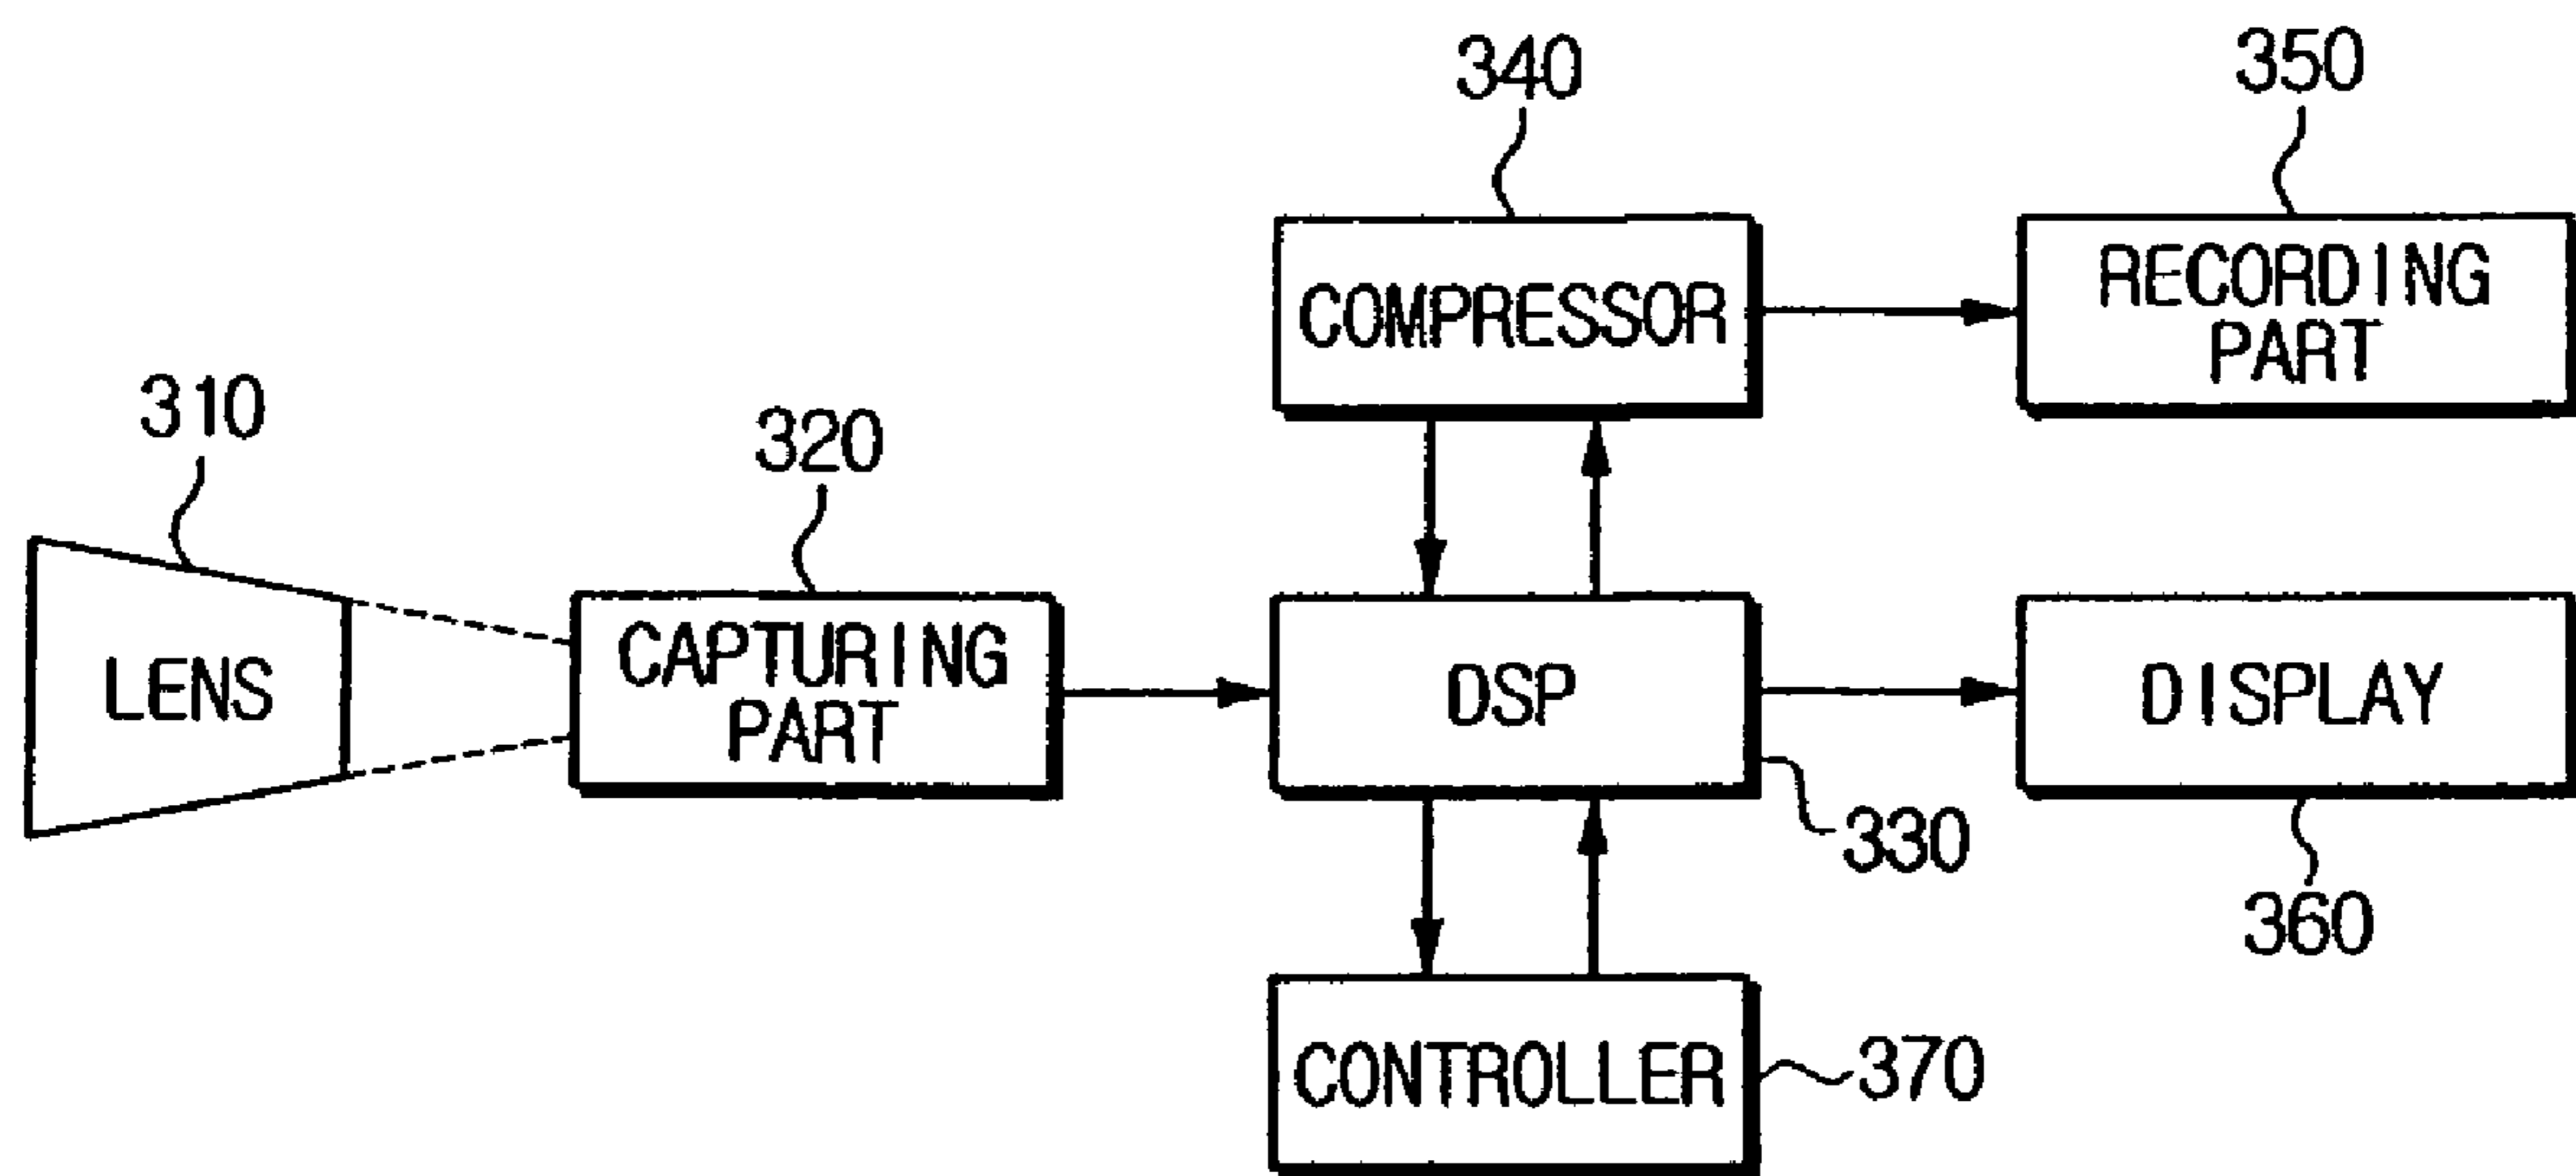 340
350
COMPRESSOR
RECORDING
PART
310
320
LENS
CAPTURING
PART
DSP
DISPLAY
330
360
CONTROLLER
370